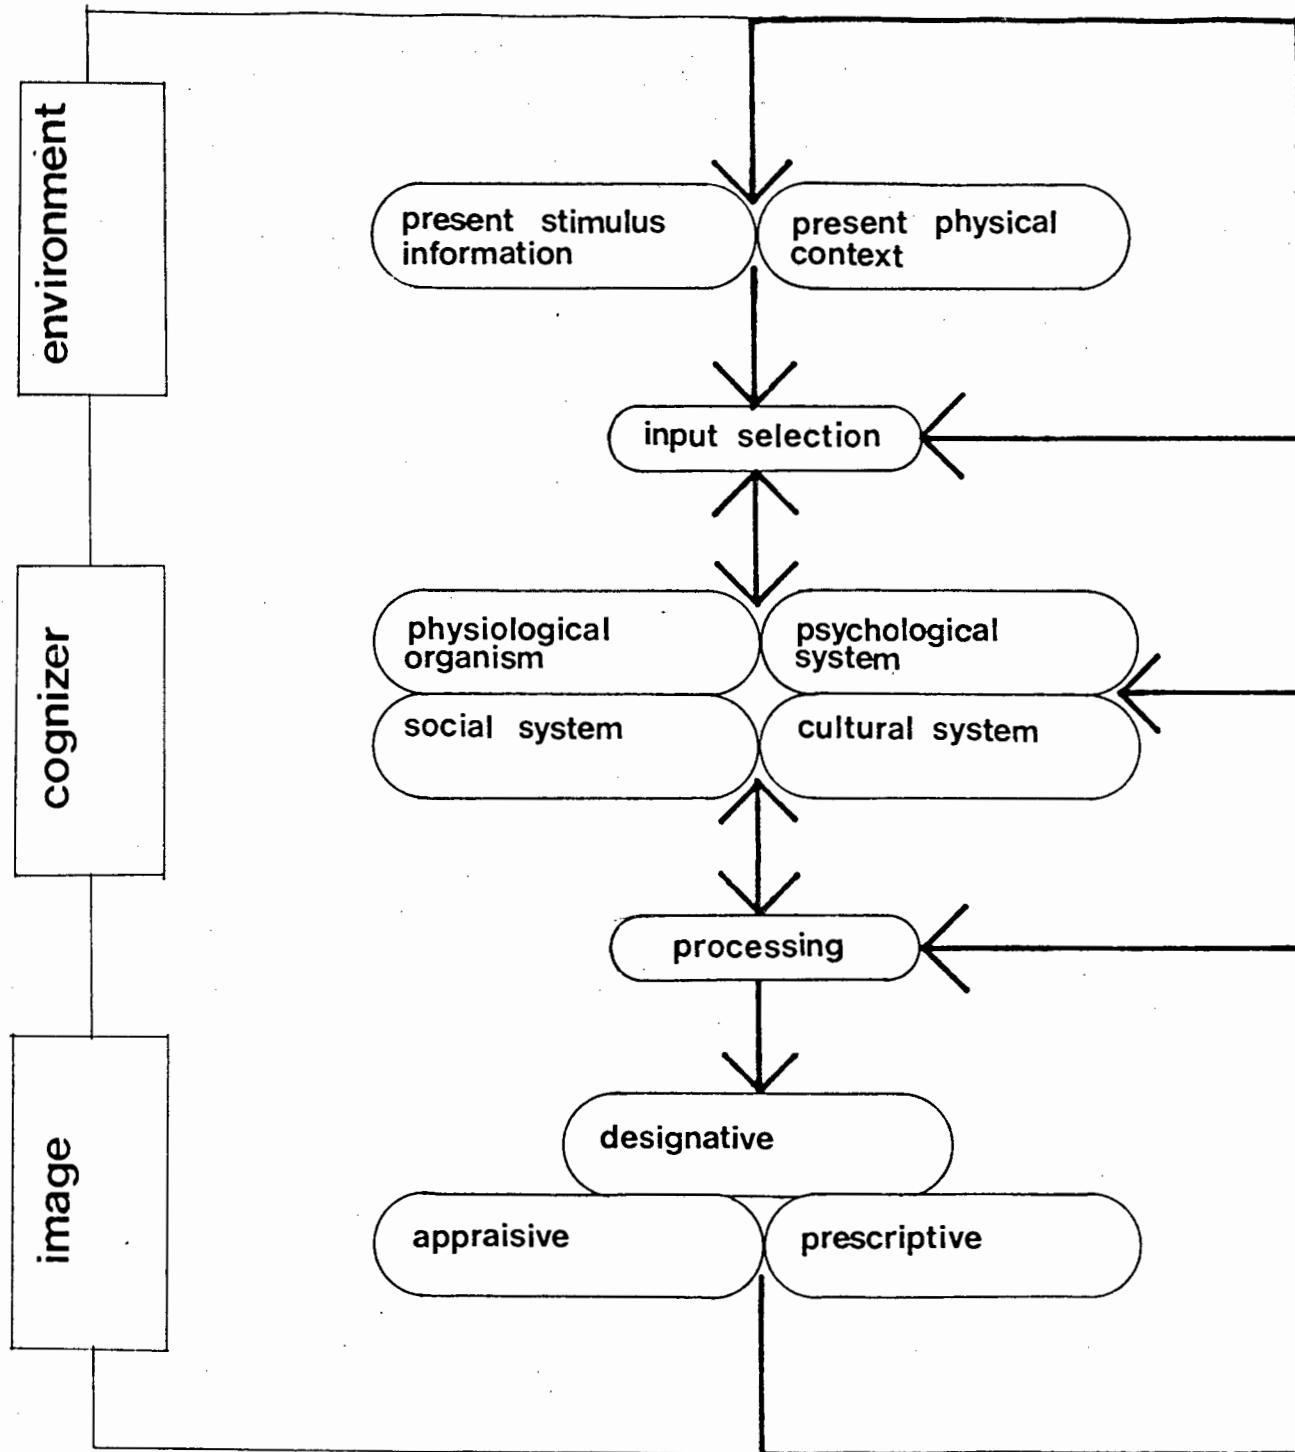 environment
present stimulus
information
present physical
context
input selection
cognizer
physiological
organism
psychological
system
social system
cultural system
processing
image
designative
appraisive
prescriptive